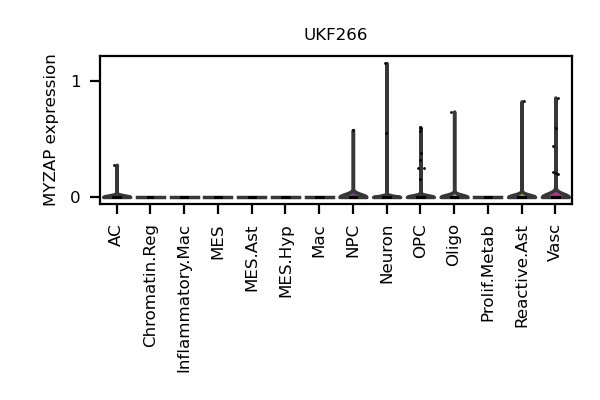 UKF266
MYZAP expression
1
0
AC
Chromatin.Reg
Inflammatory.Mac
MES
MES.Ast
MES.Hyp
Mac
NPC
Neuron
OPC
Oligo
Prolif.Metab
Reactive.Ast
Vasc